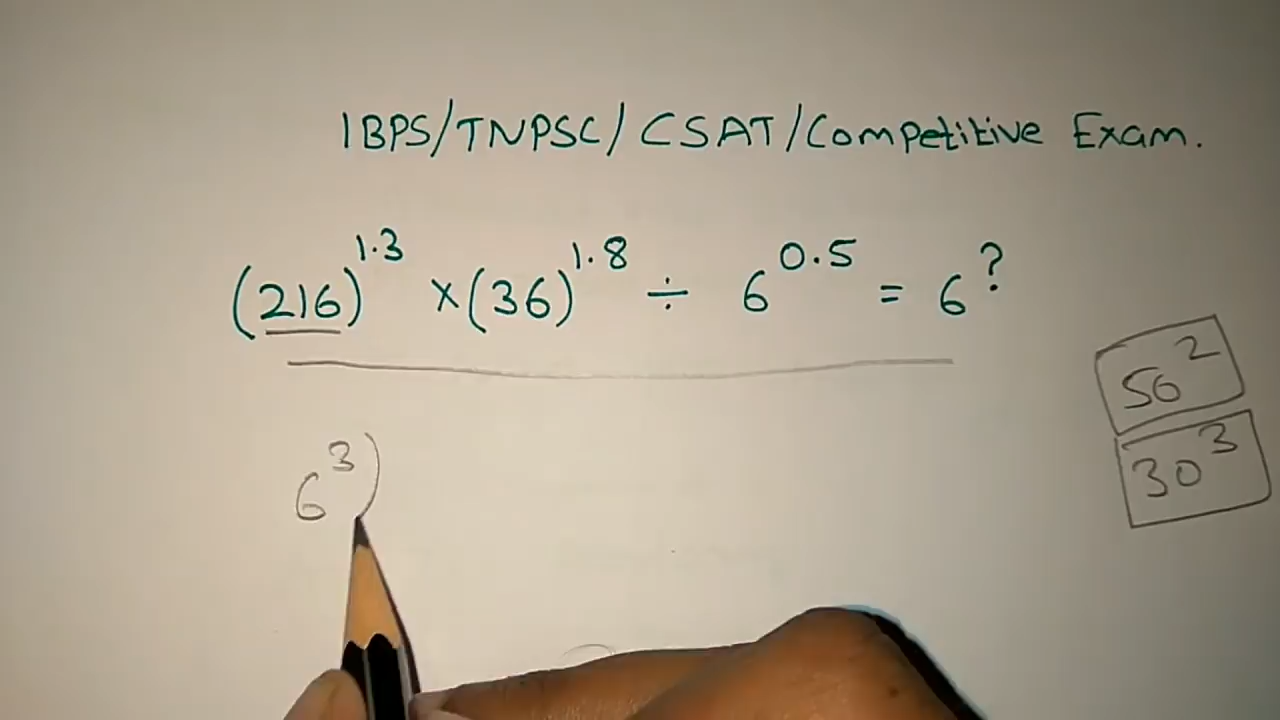 IBPS/TNPSC/CSAT/Competitive Exam.
(216)^1.3 ×(36)^1.8 ÷ 6^0.5 = 6^?
50^2
30^3
6^3)